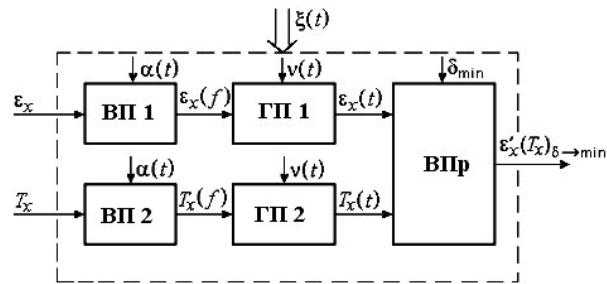 ξ(t)
α(t) ν(t) δmin
εx ВП 1 εx(f) ГП 1 εx(t)
ВПр ε′x(Tx)δ→min
α(t) ν(t)
Tx ВП 2 Tx(f) ГП 2 Tx(t)